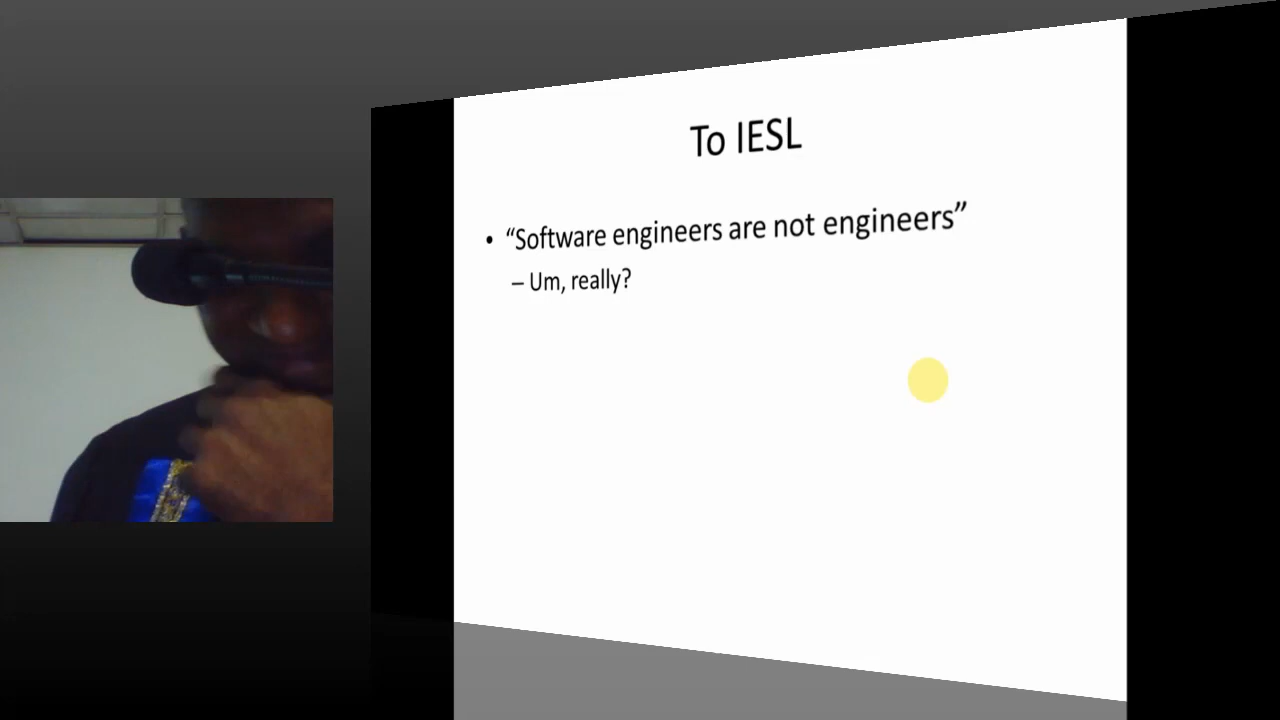 To IESL
• “Software engineers are not engineers”
– Um, really?